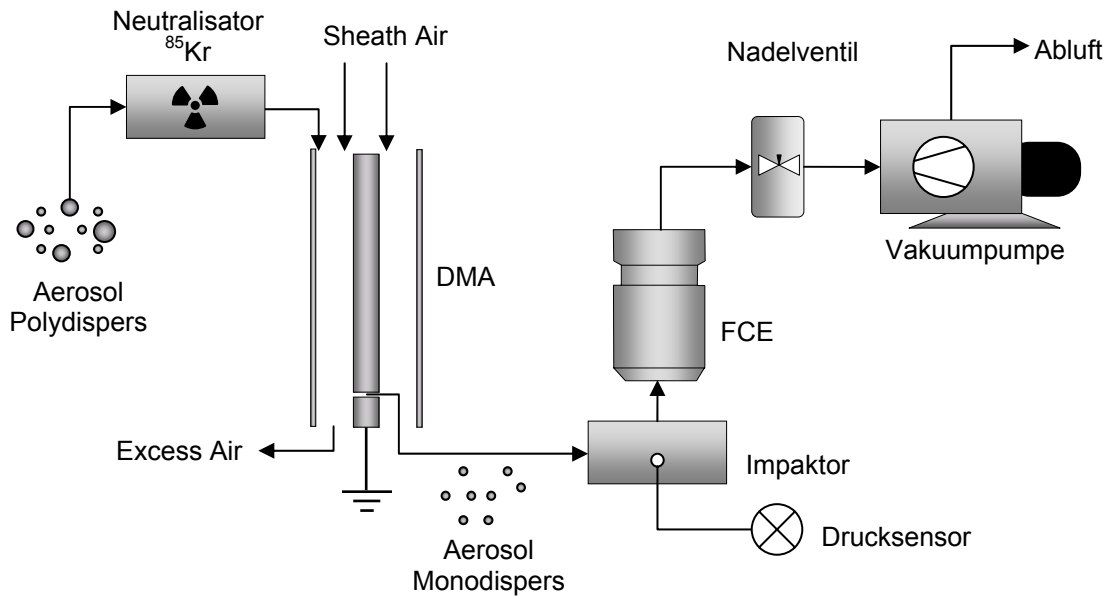 Neutralisator
⁸⁵Kr
Sheath Air
Nadelventil
Abluft
Aerosol
Polydispers
DMA
FCE
Vakuumpumpe
Excess Air
Impaktor
Aerosol
Monodispers
Drucksensor